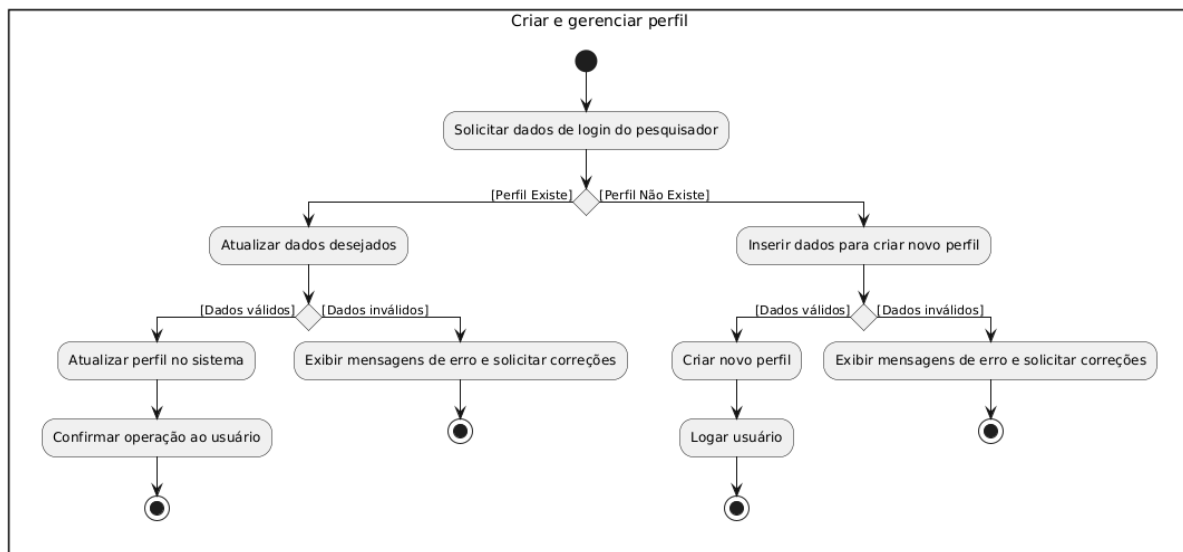 Criar e gerenciar perfil
Solicitar dados de login do pesquisador
[Perfil Existe]
[Perfil Não Existe]
Atualizar dados desejados
Inserir dados para criar novo perfil
[Dados válidos]
[Dados inválidos]
[Dados válidos]
[Dados inválidos]
Atualizar perfil no sistema
Exibir mensagens de erro e solicitar correções
Criar novo perfil
Exibir mensagens de erro e solicitar correções
Confirmar operação ao usuário
Logar usuário